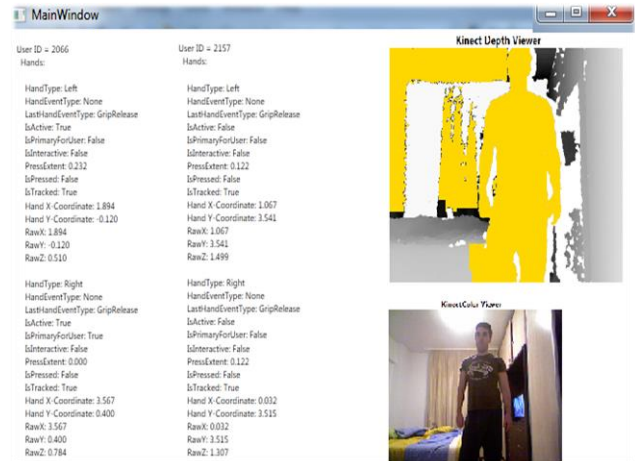 MainWindow
User ID = 2066
Hands:
HandType: Left
HandEventType: None
LastHandEventType: GripRelease
IsActive: True
IsPrimaryForUser: False
IsInteractive: False
PressExtent: 0.232
IsPressed: False
IsTracked: True
Hand X-Coordinate: 1.894
Hand Y-Coordinate: -0.120
RawX: 1.894
RawY: -0.120
RawZ: 0.510
HandType: Right
HandEventType: None
LastHandEventType: GripRelease
IsActive: True
IsPrimaryForUser: True
IsInteractive: False
PressExtent: 0.000
IsPressed: False
IsTracked: True
Hand X-Coordinate: 3.567
Hand Y-Coordinate: 0.400
RawX: 3.567
RawY: 0.400
RawZ: 0.784
User ID = 2157
Hands:
HandType: Left
HandEventType: None
LastHandEventType: GripRelease
IsActive: False
IsPrimaryForUser: False
IsInteractive: False
PressExtent: 0.122
IsPressed: False
IsTracked: True
Hand X-Coordinate: 1.067
Hand Y-Coordinate: 3.541
RawX: 1.067
RawY: 3.541
RawZ: 1.499
HandType: Right
HandEventType: None
LastHandEventType: GripRelease
IsActive: False
IsPrimaryForUser: False
IsInteractive: False
PressExtent: 0.122
IsPressed: False
IsTracked: True
Hand X-Coordinate: 0.032
Hand Y-Coordinate: 3.515
RawX: 0.032
RawY: 3.515
RawZ: 1.307
Kinect Depth Viewer
KinectColor Viewer